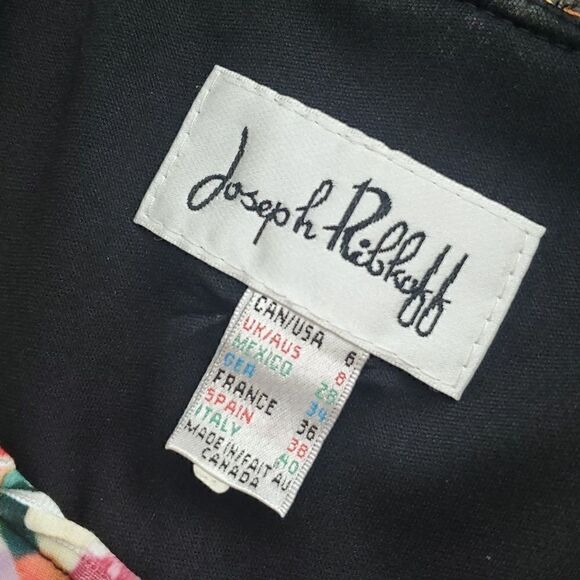 Joseph Ribkoff
CAN/USA 6
UK/AUS 8
MEXICO 28
GER 34
FRANCE 36
SPAIN 38
ITALY 40
MADE IN/FAIT AU
CANADA